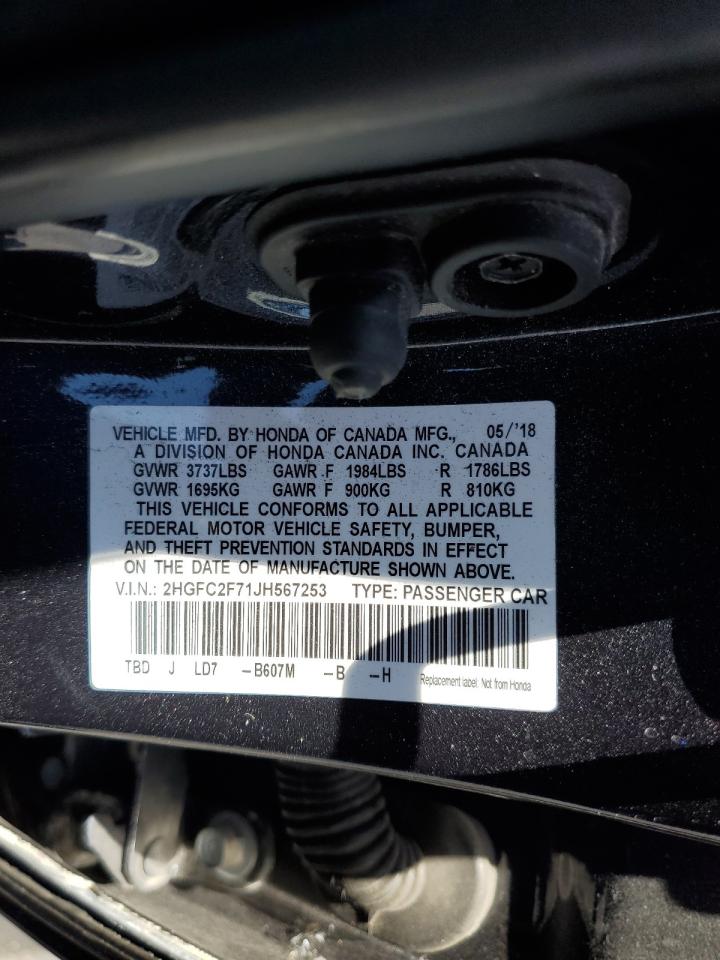 VEHICLE MFD. BY HONDA OF CANADA MFG., 05/'18
A DIVISION OF HONDA CANADA INC. CANADA
GVWR 3737LBS GAWR F 1984LBS R 1786LBS
GVWR 1695KG GAWR F 900KG R 810KG
THIS VEHICLE CONFORMS TO ALL APPLICABLE
FEDERAL MOTOR VEHICLE SAFETY, BUMPER,
AND THEFT PREVENTION STANDARDS IN EFFECT
ON THE DATE OF MANUFACTURE SHOWN ABOVE.
V.I.N.: 2HGFC2F71JH567253 TYPE: PASSENGER CAR
TBD J LD7 -B607M -B -H Replacement label: Not from Honda